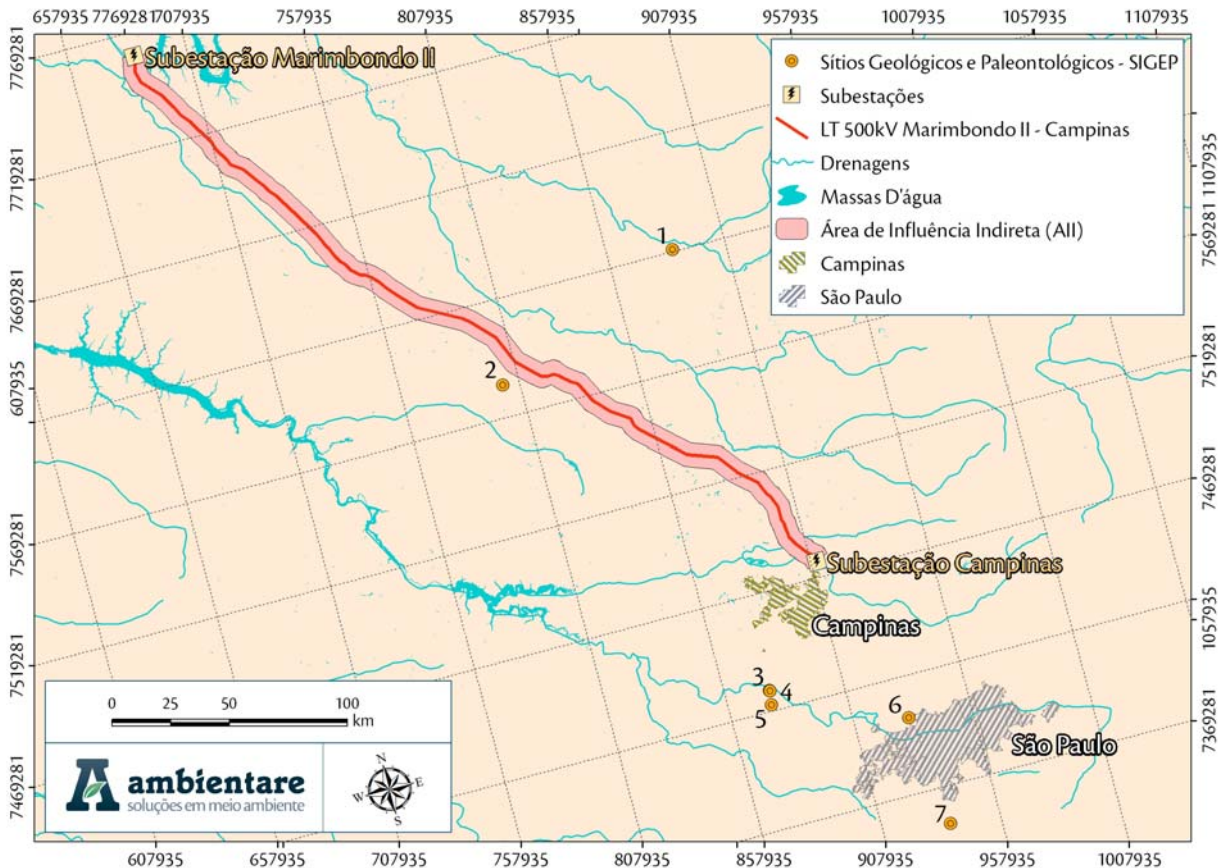 657935 7769281 707935 757935 807935 857935 907935 957935 1007935 1057935 1107935
7769281
7719281
7669281
607935
7569281
7519281
7469281
Subestação Marimbondo II
Sítios Geológicos e Paleontológicos - SIGEP
Subestações
LT 500kV Marimbondo II - Campinas
Drenagens
Massas D'água
Área de Influência Indireta (AII)
Campinas
São Paulo
1
2
Subestação Campinas
Campinas
3
4
5
6
São Paulo
7
1107935
7569281
7519281
7469281
1057935
7369281
0 25 50 100
km
ambientare
soluções em meio ambiente
N
E
W
S
607935 657935 707935 757935 807935 857935 907935 957935 1007935